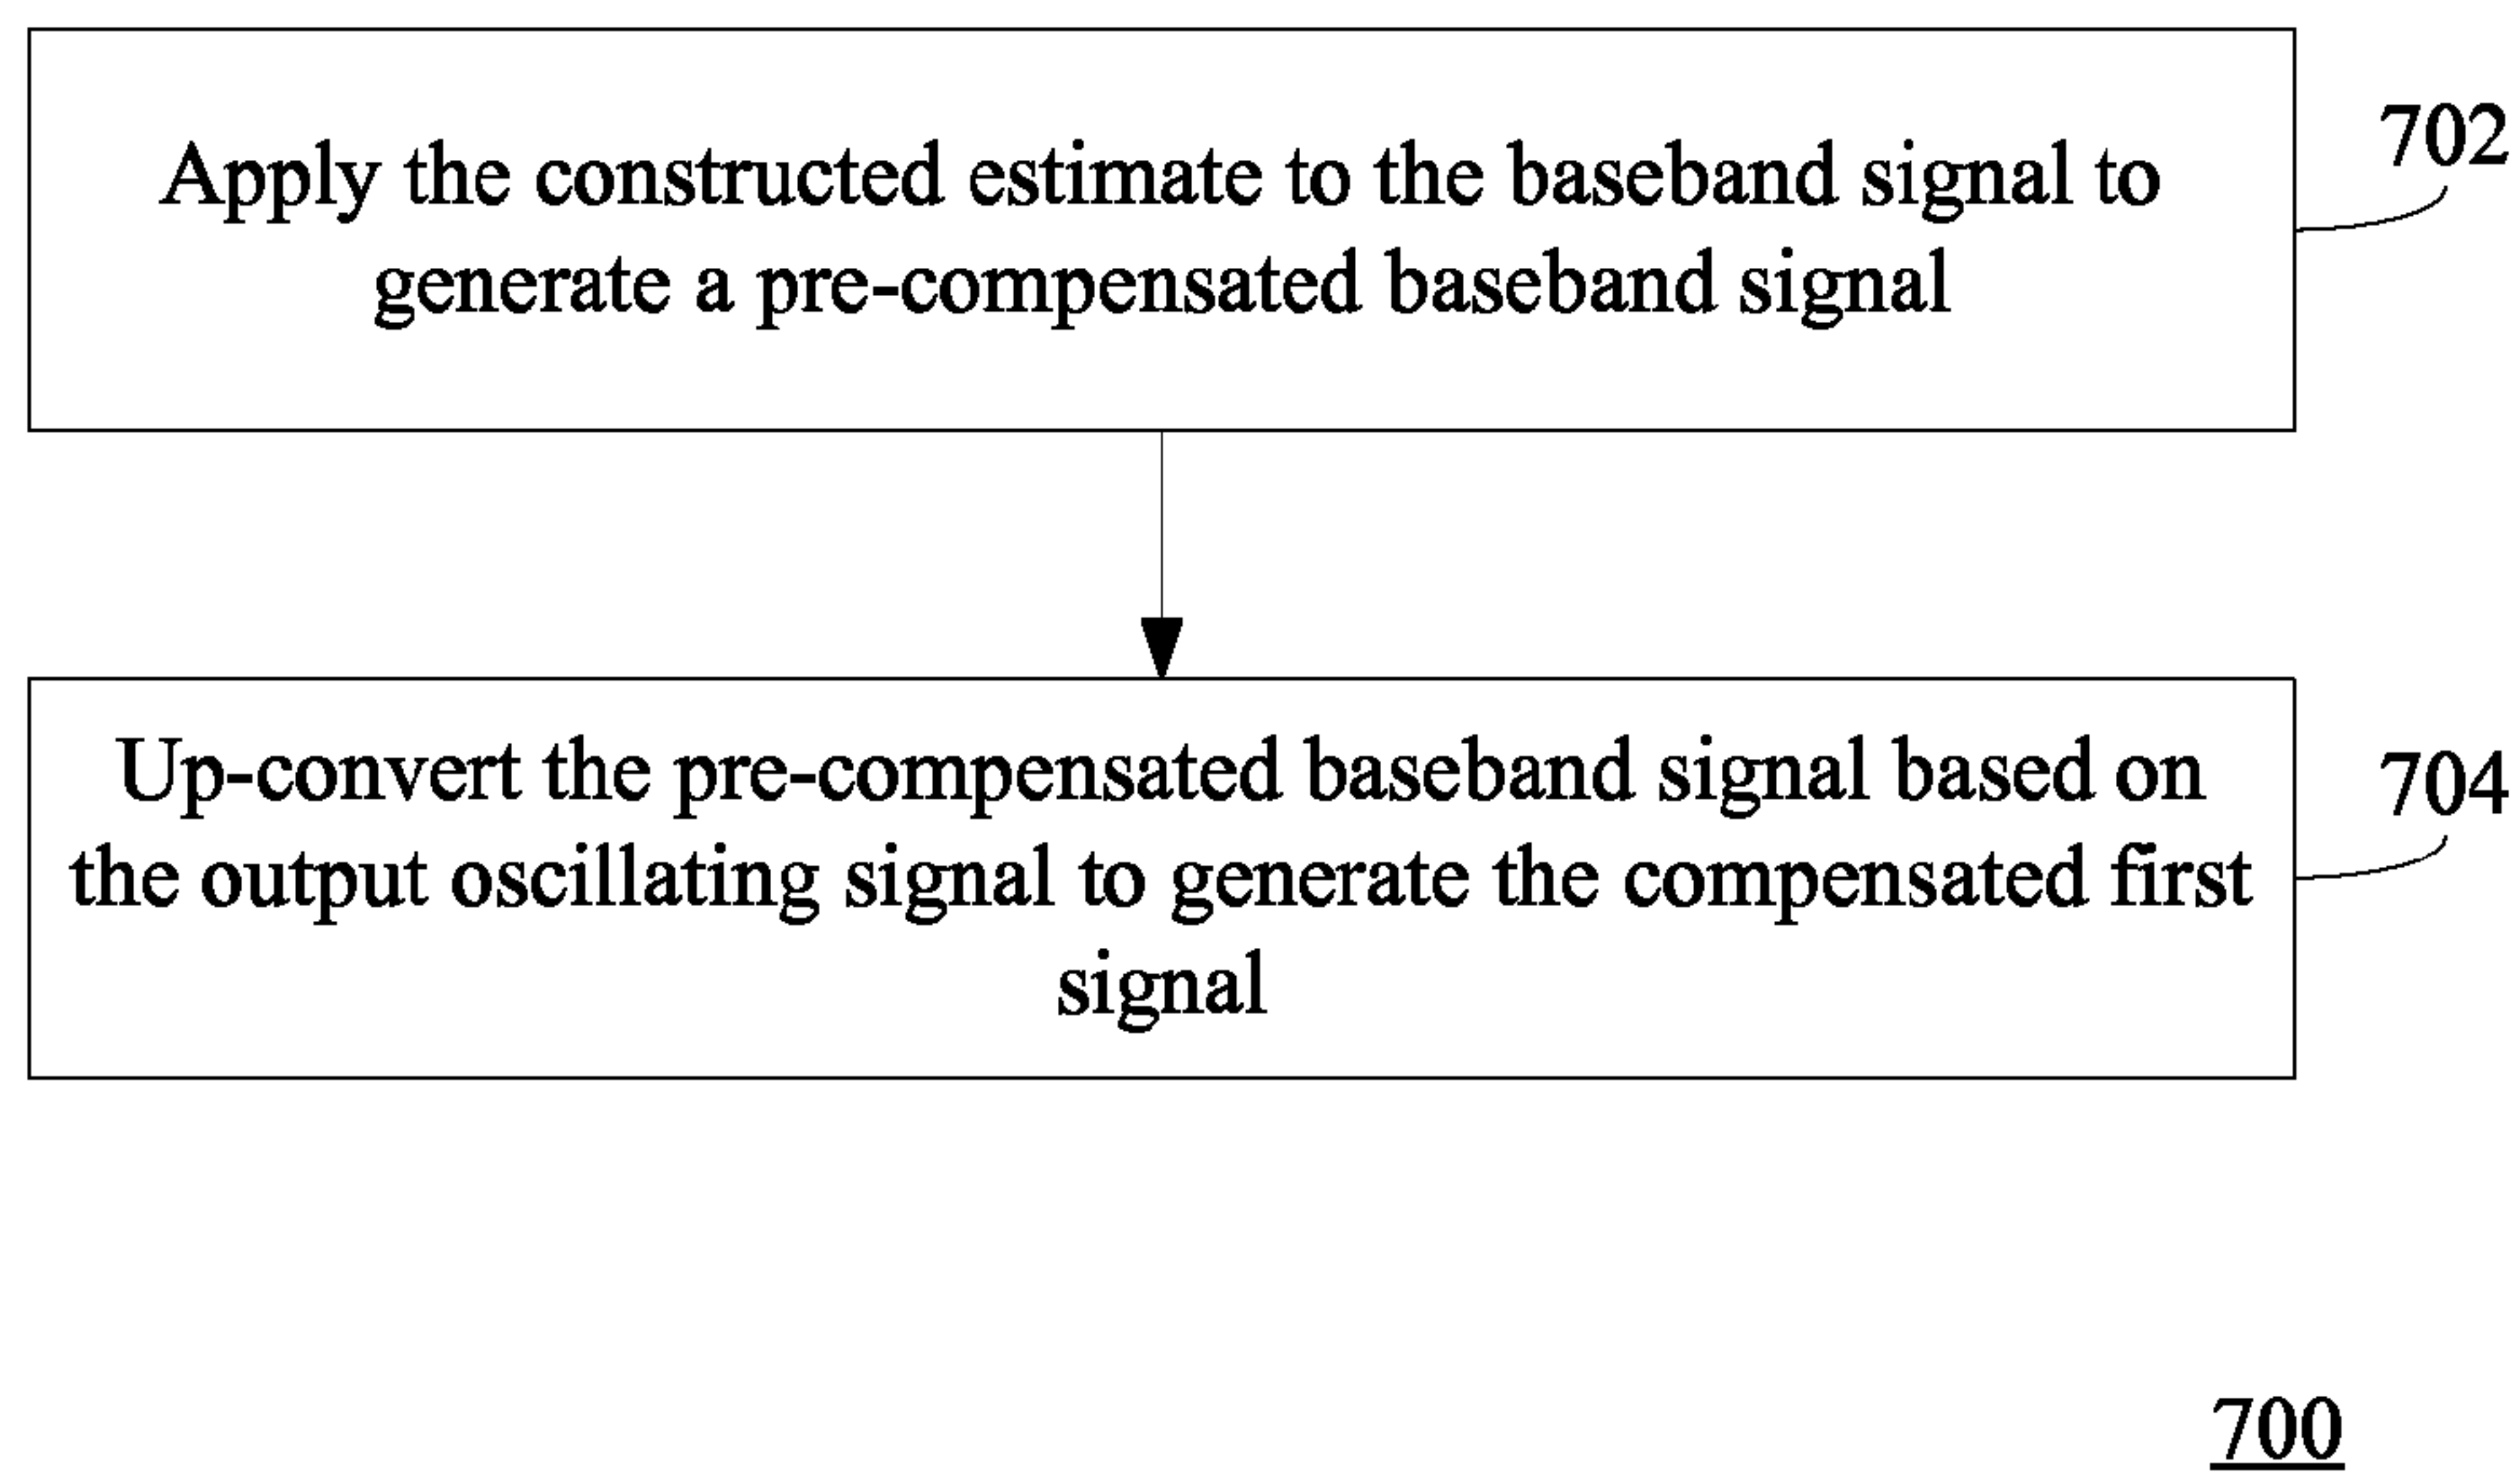 Apply the constructed estimate to the baseband signal to
generate a pre-compensated baseband signal
702
Up-convert the pre-compensated baseband signal based on
the output oscillating signal to generate the compensated first
signal
704
700